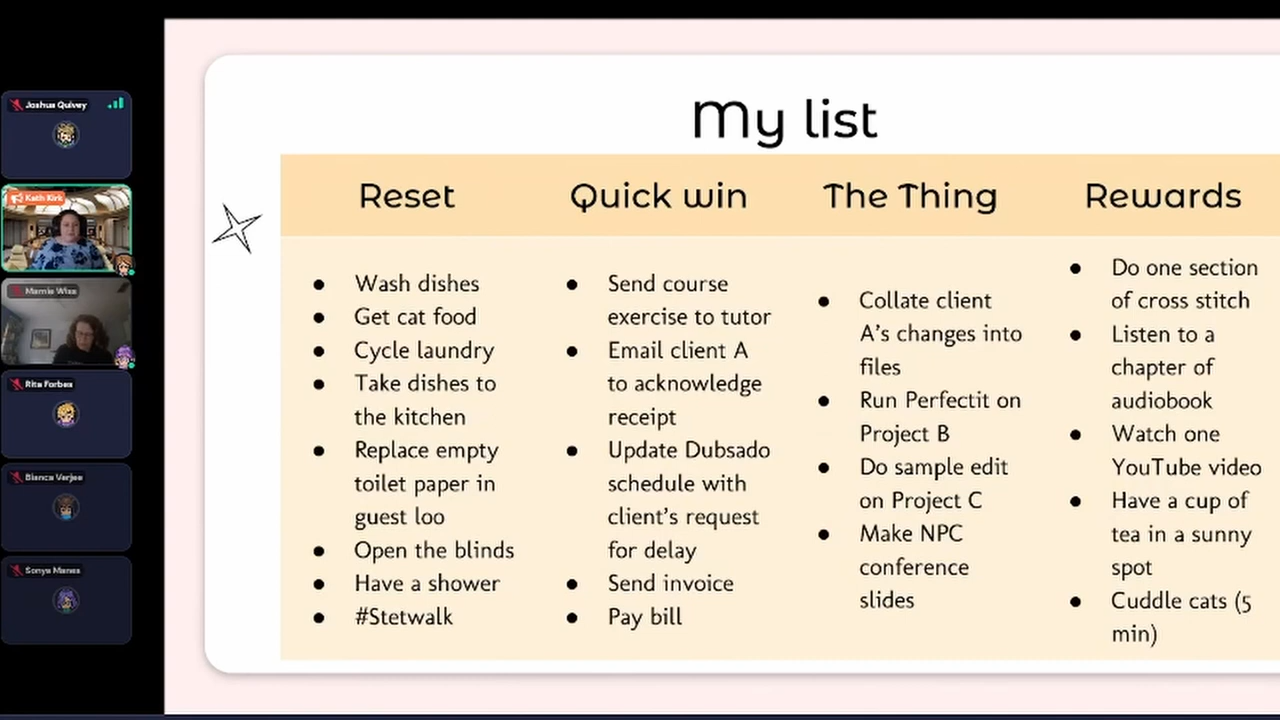 Joshua Quivey
Kath Kirk
Marnie Wiss
Rita Forbes
Bianca Verjee
Sonya Manes
My list
Reset
Quick win
The Thing
Rewards
Wash dishes
Get cat food
Cycle laundry
Take dishes to
the kitchen
Replace empty
toilet paper in
guest loo
Open the blinds
Have a shower
#Stetwalk
Send course
exercise to tutor
Email client A
to acknowledge
receipt
Update Dubsado
schedule with
client's request
for delay
Send invoice
Pay bill
Collate client
A's changes into
files
Run Perfectit on
Project B
Do sample edit
on Project C
Make NPC
conference
slides
Do one section
of cross stitch
Listen to a
chapter of
audiobook
Watch one
YouTube video
Have a cup of
tea in a sunny
spot
Cuddle cats (5
min)